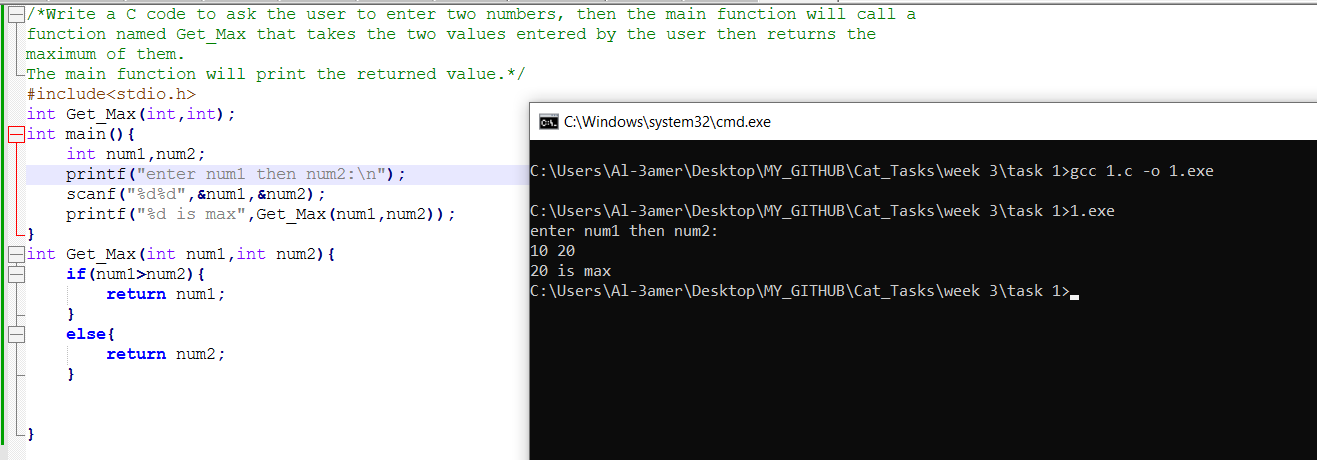 /*Write a C code to ask the user to enter two numbers, then the main function will call a
function named Get_Max that takes the two values entered by the user then returns the
maximum of them.
The main function will print the returned value.*/
#include<stdio.h>
int Get_Max(int,int);
int main(){
    int num1,num2;
    printf("enter num1 then num2:\n");
    scanf("%d%d",&num1,&num2);
    printf("%d is max",Get_Max(num1,num2));
}
int Get_Max(int num1,int num2){
    if(num1>num2){
        return num1;
    }
    else{
        return num2;
    }
}
C:\Windows\system32\cmd.exe
C:\Users\Al-3amer\Desktop\MY_GITHUB\Cat_Tasks\week 3\task 1>gcc 1.c -o 1.exe
C:\Users\Al-3amer\Desktop\MY_GITHUB\Cat_Tasks\week 3\task 1>1.exe
enter num1 then num2:
10 20
20 is max
C:\Users\Al-3amer\Desktop\MY_GITHUB\Cat_Tasks\week 3\task 1>